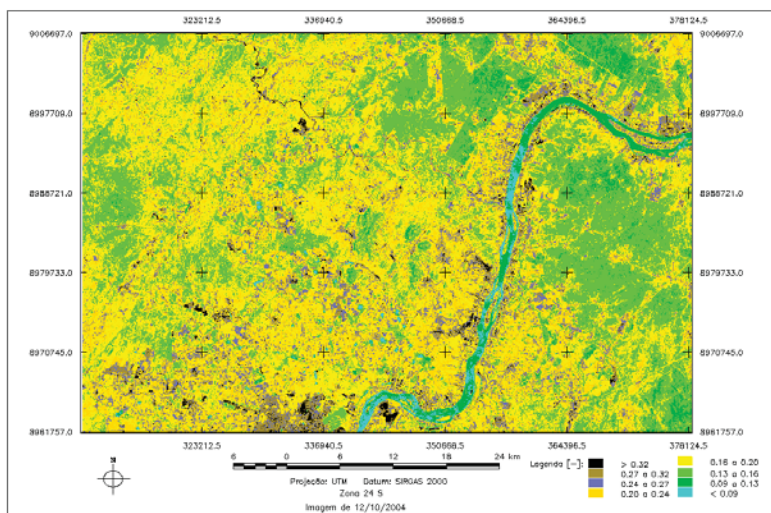 323212.5 336940.5 350668.5 364396.5 378124.5
9006697.0 9006697.0
8997709.0 8997709.0
8988721.0 8988721.0
8979733.0 8979733.0
8970745.0 8970745.0
8961757.0 8961757.0
323212.5 336940.5 350668.5 364396.5 378124.5
N
6 0 6 12 18 24 km
Projeção: UTM Datum: SIRGAS 2000
Zona 24 S
Imagem de 12/10/2004
Legenda [-]:
> 0.32
0.27 a 0.32
0.24 a 0.27
0.20 a 0.24
0.16 a 0.20
0.13 a 0.16
0.09 a 0.13
< 0.09